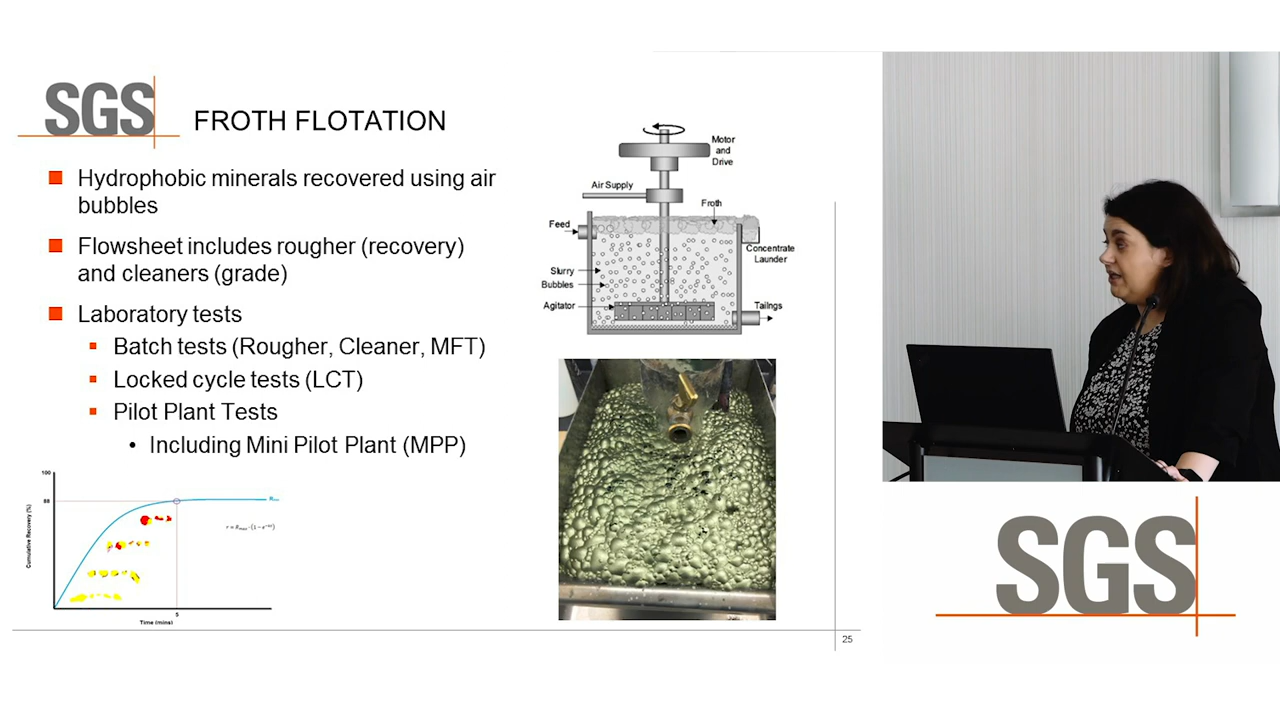 SGS
FROTH FLOTATION
Hydrophobic minerals recovered using air
bubbles
Flowsheet includes rougher (recovery)
and cleaners (grade)
Laboratory tests
Batch tests (Rougher, Cleaner, MFT)
Locked cycle tests (LCT)
Pilot Plant Tests
Including Mini Pilot Plant (MPP)
Motor
and
Drive
Air Supply
Froth
Feed
Concentrate
Launder
Slurry
Bubbles
Agitator
Tailngs
100
88
Cumulative Recovery (%)
5
Time (mins)
25
SGS